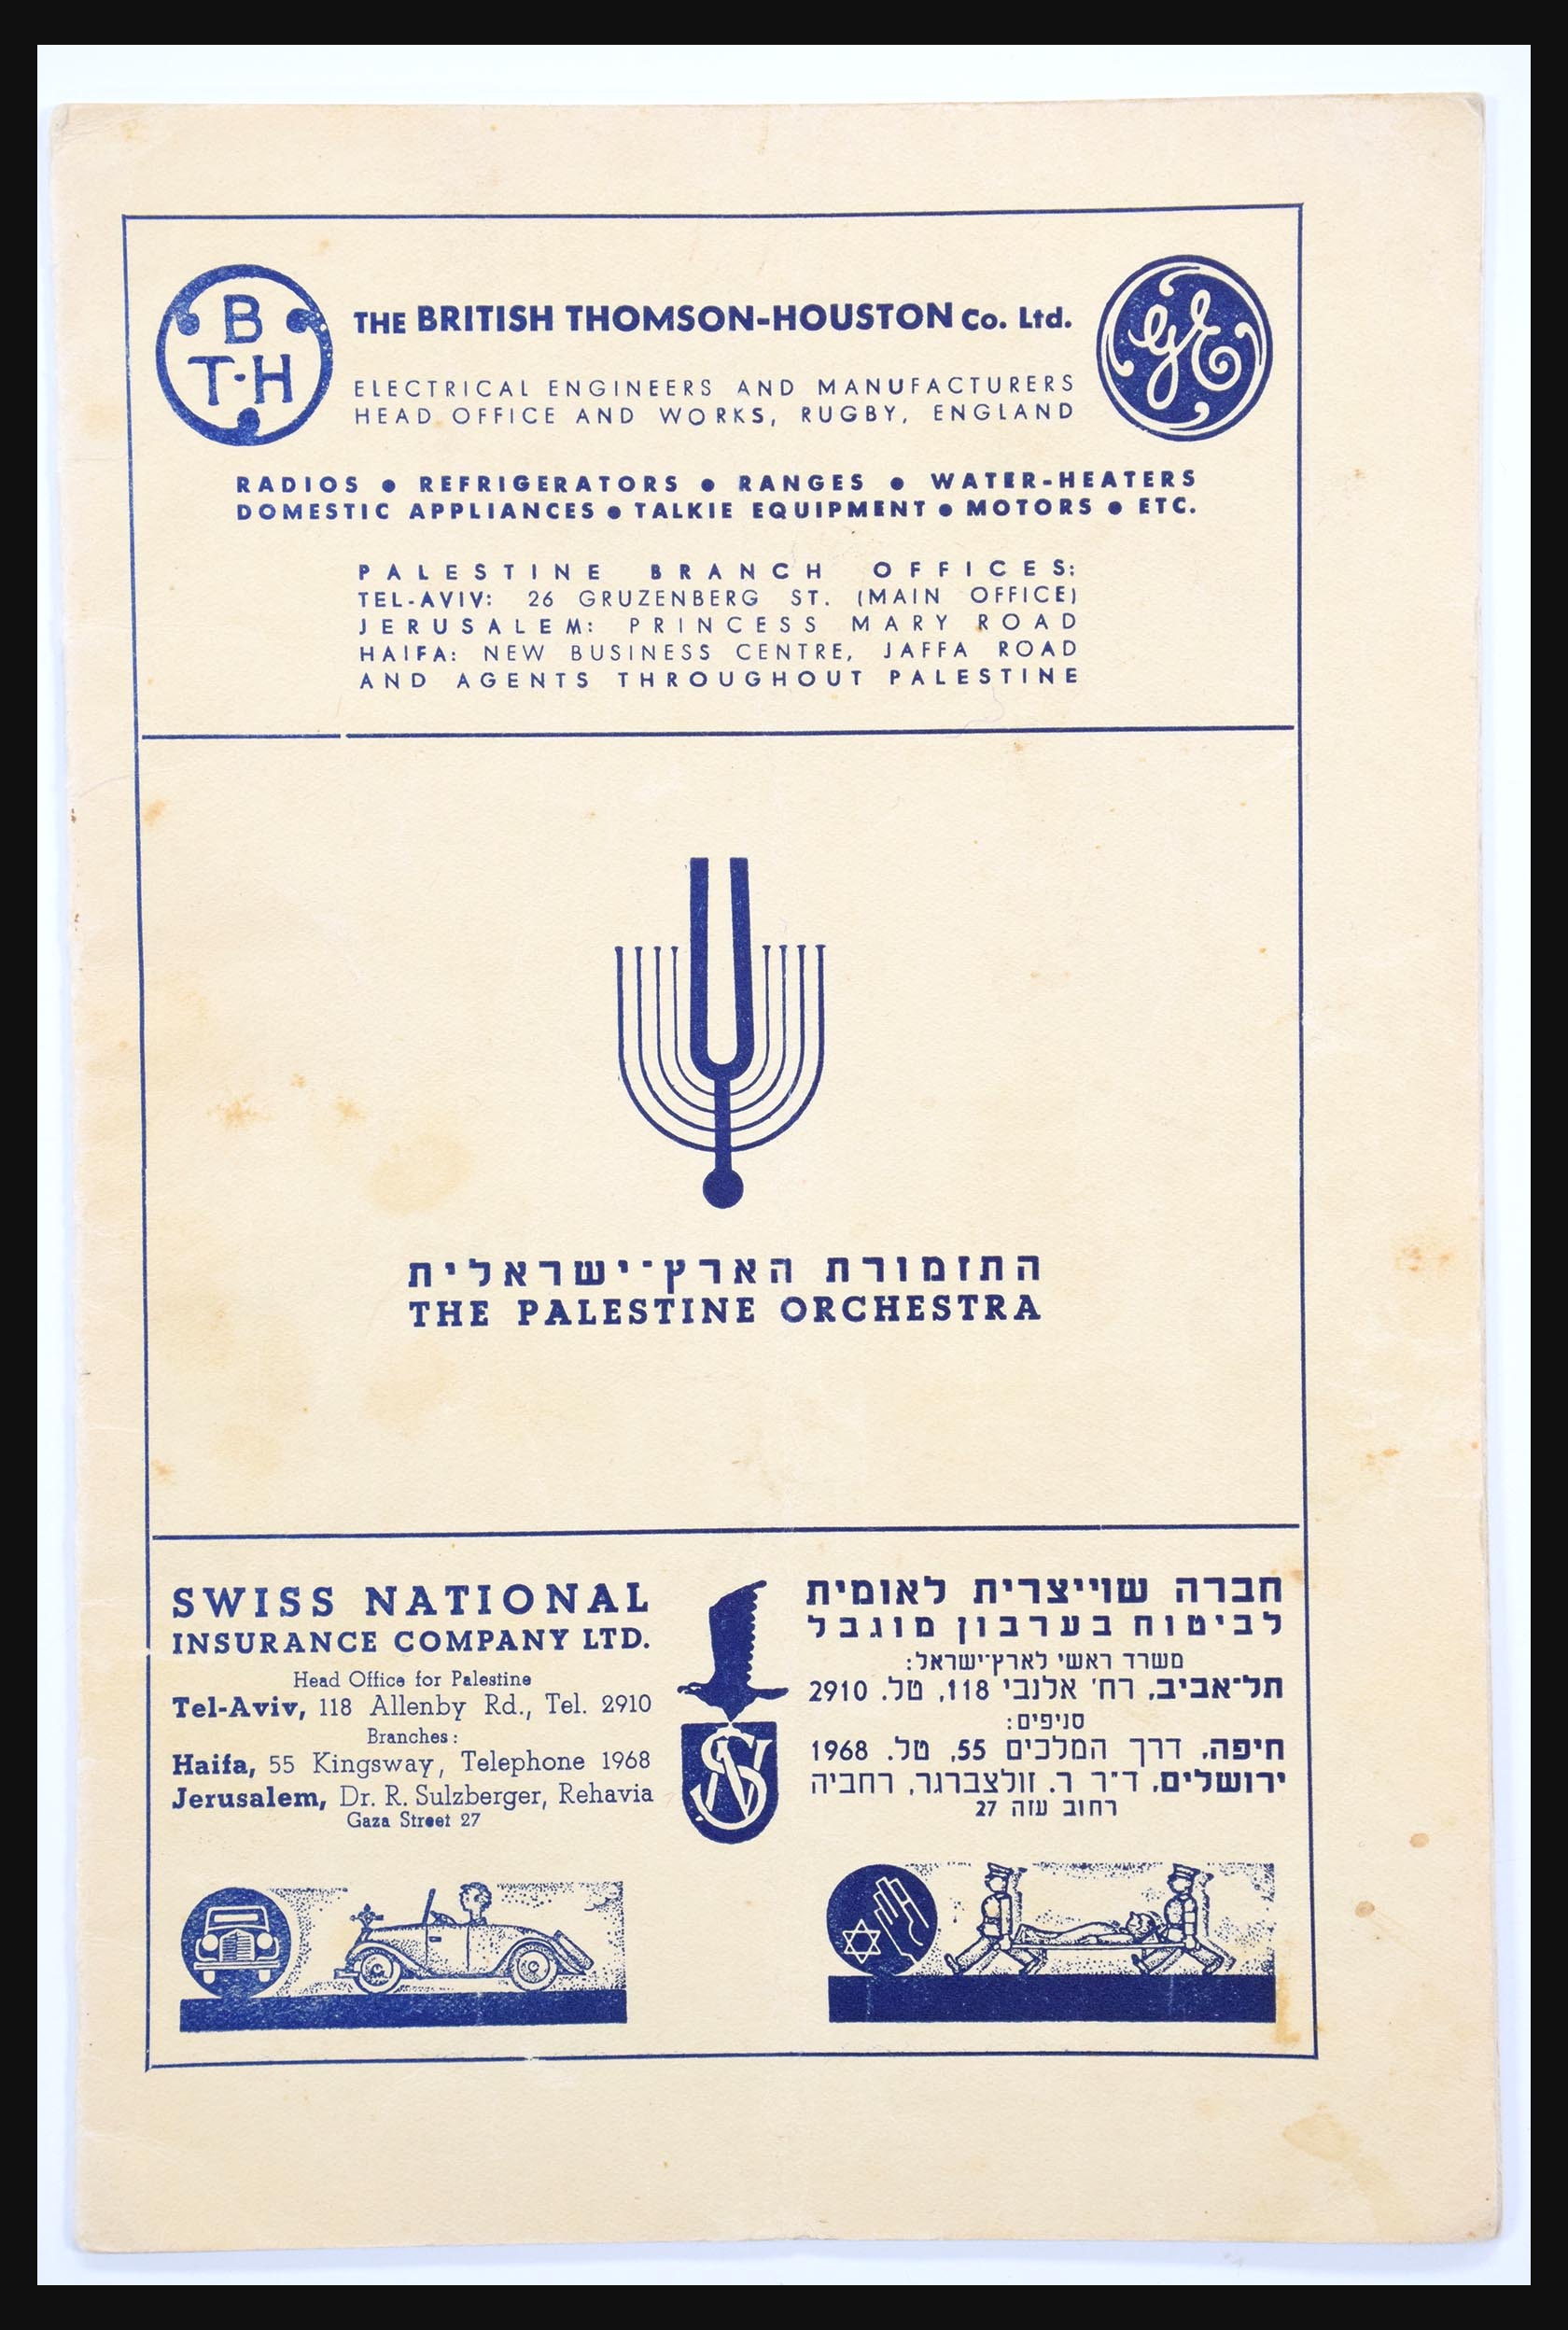 B
T·H
THE BRITISH THOMSON-HOUSTON Co. Ltd.
GE
ELECTRICAL ENGINEERS AND MANUFACTURERS
HEAD OFFICE AND WORKS, RUGBY, ENGLAND
RADIOS ● REFRIGERATORS ● RANGES ● WATER-HEATERS
DOMESTIC APPLIANCES ● TALKIE EQUIPMENT ● MOTORS ● ETC.
PALESTINE BRANCH OFFICES:
TEL-AVIV: 26 GRUZENBERG ST. (MAIN OFFICE)
JERUSALEM: PRINCESS MARY ROAD
HAIFA: NEW BUSINESS CENTRE, JAFFA ROAD
AND AGENTS THROUGHOUT PALESTINE
התזמורת הארץ־ישראלית
THE PALESTINE ORCHESTRA
SWISS NATIONAL
INSURANCE COMPANY LTD.
Head Office for Palestine
Tel-Aviv, 118 Allenby Rd., Tel. 2910
Branches:
Haifa, 55 Kingsway, Telephone 1968
Jerusalem, Dr. R. Sulzberger, Rehavia
Gaza Street 27
חברה שוייצרית לאומית
לביטוח בערבון מוגבל
משרד ראשי לארץ־ישראל:
תל־אביב, רח' אלנבי 118, טל. 2910
סניפים:
חיפה, דרך המלכים 55, טל. 1968
ירושלים, ד"ר ר. זולצברגר, רחביה
רחוב עזה 27